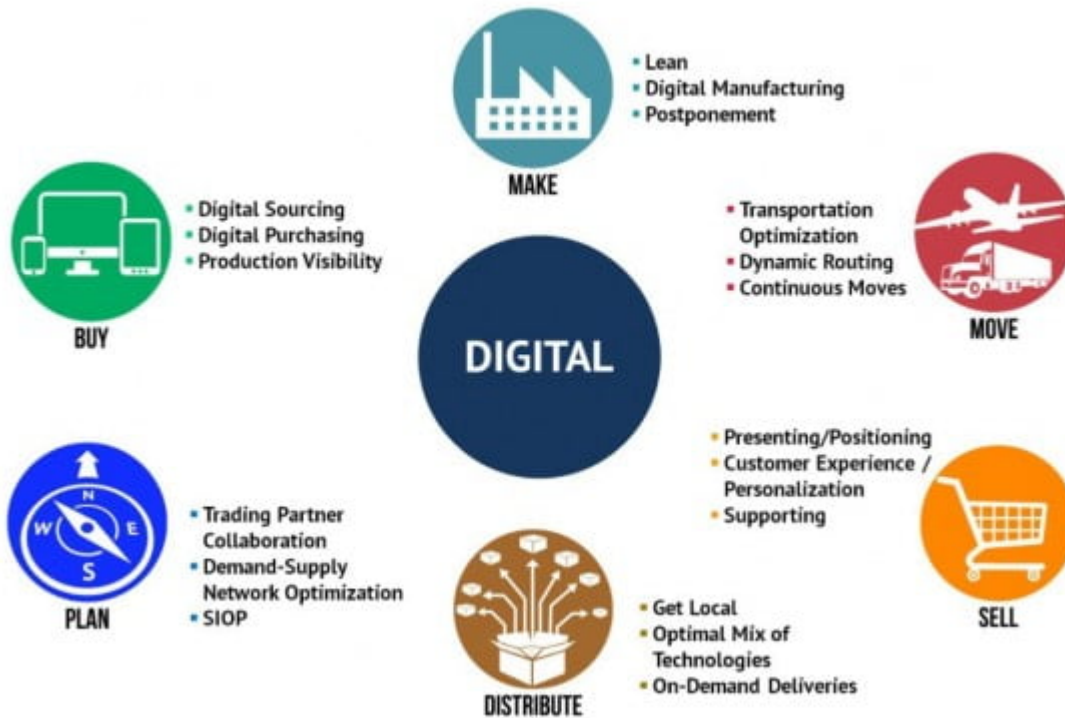 ▪ Lean
▪ Digital Manufacturing
▪ Postponement
MAKE
▪ Digital Sourcing
▪ Digital Purchasing
▪ Production Visibility
BUY
▪ Transportation
Optimization
▪ Dynamic Routing
▪ Continuous Moves
MOVE
DIGITAL
N
W E
S
▪ Trading Partner
Collaboration
▪ Demand-Supply
Network Optimization
▪ SIOP
PLAN
▪ Presenting/Positioning
▪ Customer Experience /
Personalization
▪ Supporting
SELL
▪ Get Local
▪ Optimal Mix of
Technologies
▪ On-Demand Deliveries
DISTRIBUTE